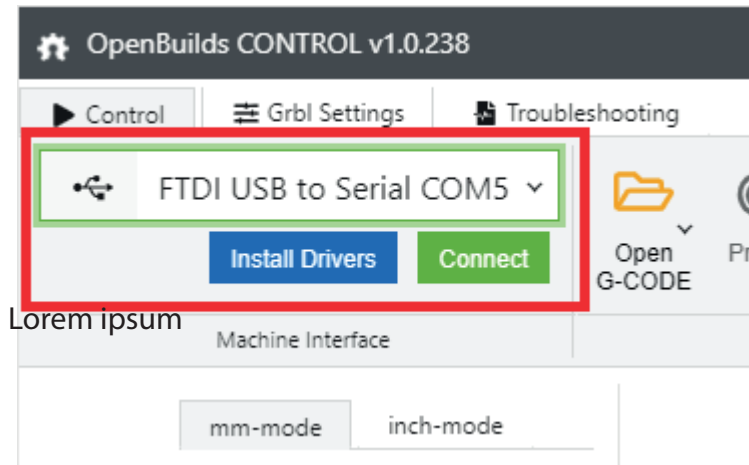 OpenBuilds CONTROL v1.0.238
Control Grbl Settings Troubleshooting
FTDI USB to Serial COM5
Install Drivers Connect
Open
G-CODE
Lorem ipsum
Machine Interface
mm-mode inch-mode